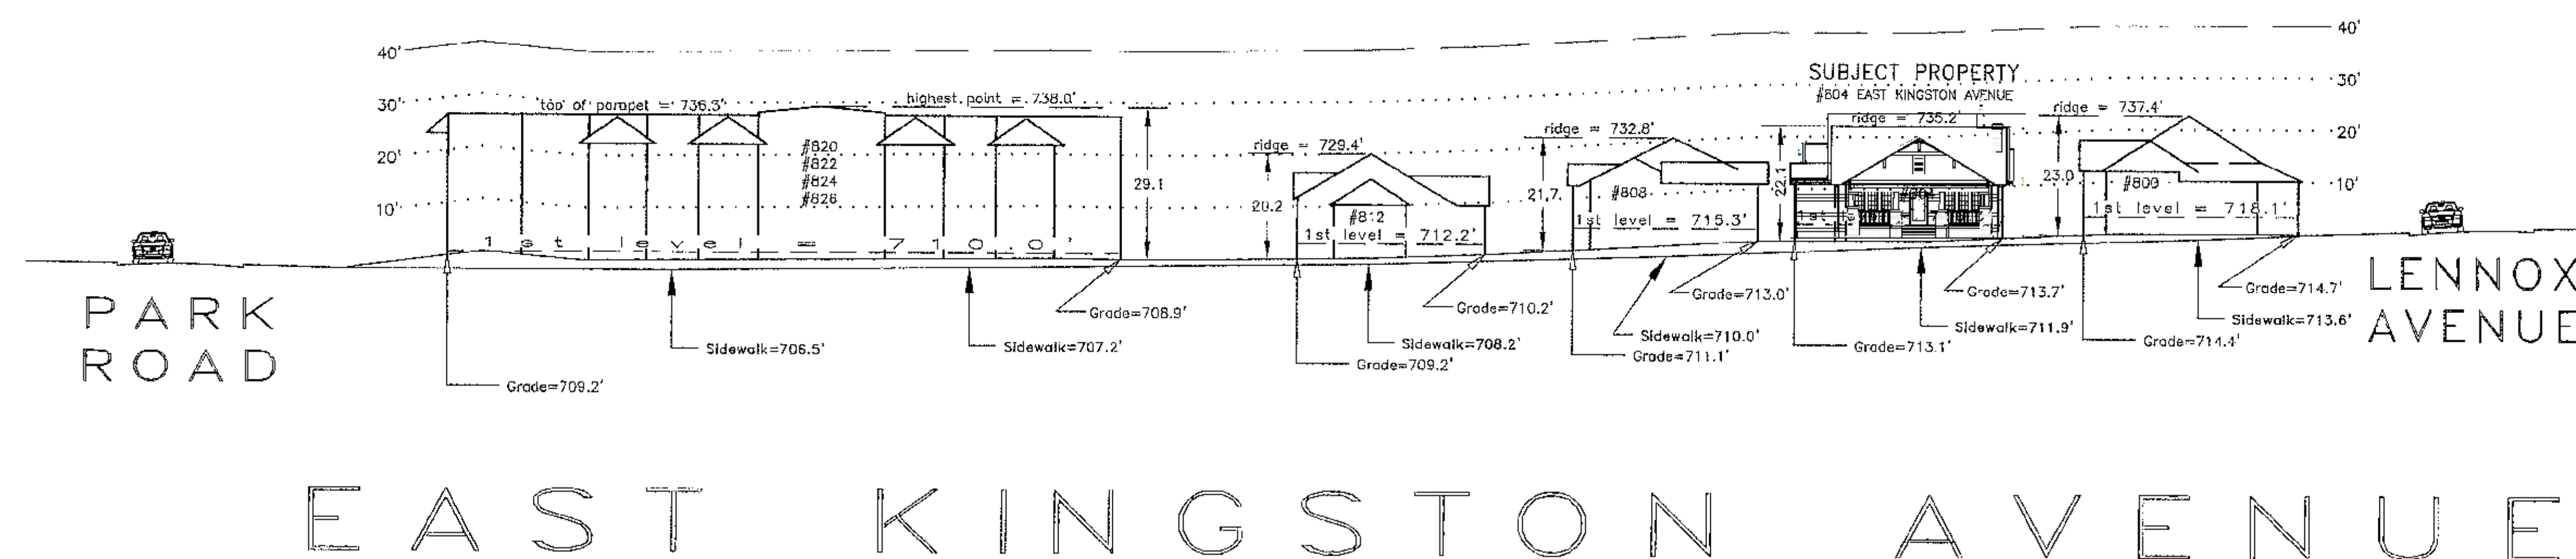 40'
40'
SUBJECT PROPERTY
30'
#604 EAST KINGSTON AVENUE
30'
top of parapet = 736.3'
highest point = 738.0'
ridge = 737.4'
ridge = 735.2'
ridge = 732.8'
20'
20'
#820
#822
#824
#826
ridge = 729.4'
29.1
20.2
21.7
22.1
23.0
10'
10'
#812
#808
#800
1st level = 710.0'
1st level = 712.2'
1st level = 715.3'
1st level = 718.1'
PARK
ROAD
LENNOX
AVENUE
Grade=708.9'
Grade=710.2'
Grade=713.0'
Grade=713.7'
Grade=714.7'
Sidewalk=706.5'
Sidewalk=707.2'
Sidewalk=708.2'
Sidewalk=710.0'
Sidewalk=711.9'
Sidewalk=713.6'
Grade=709.2'
Grade=709.2'
Grade=711.1'
Grade=713.1'
Grade=714.4'
EAST KINGSTON AVENUE